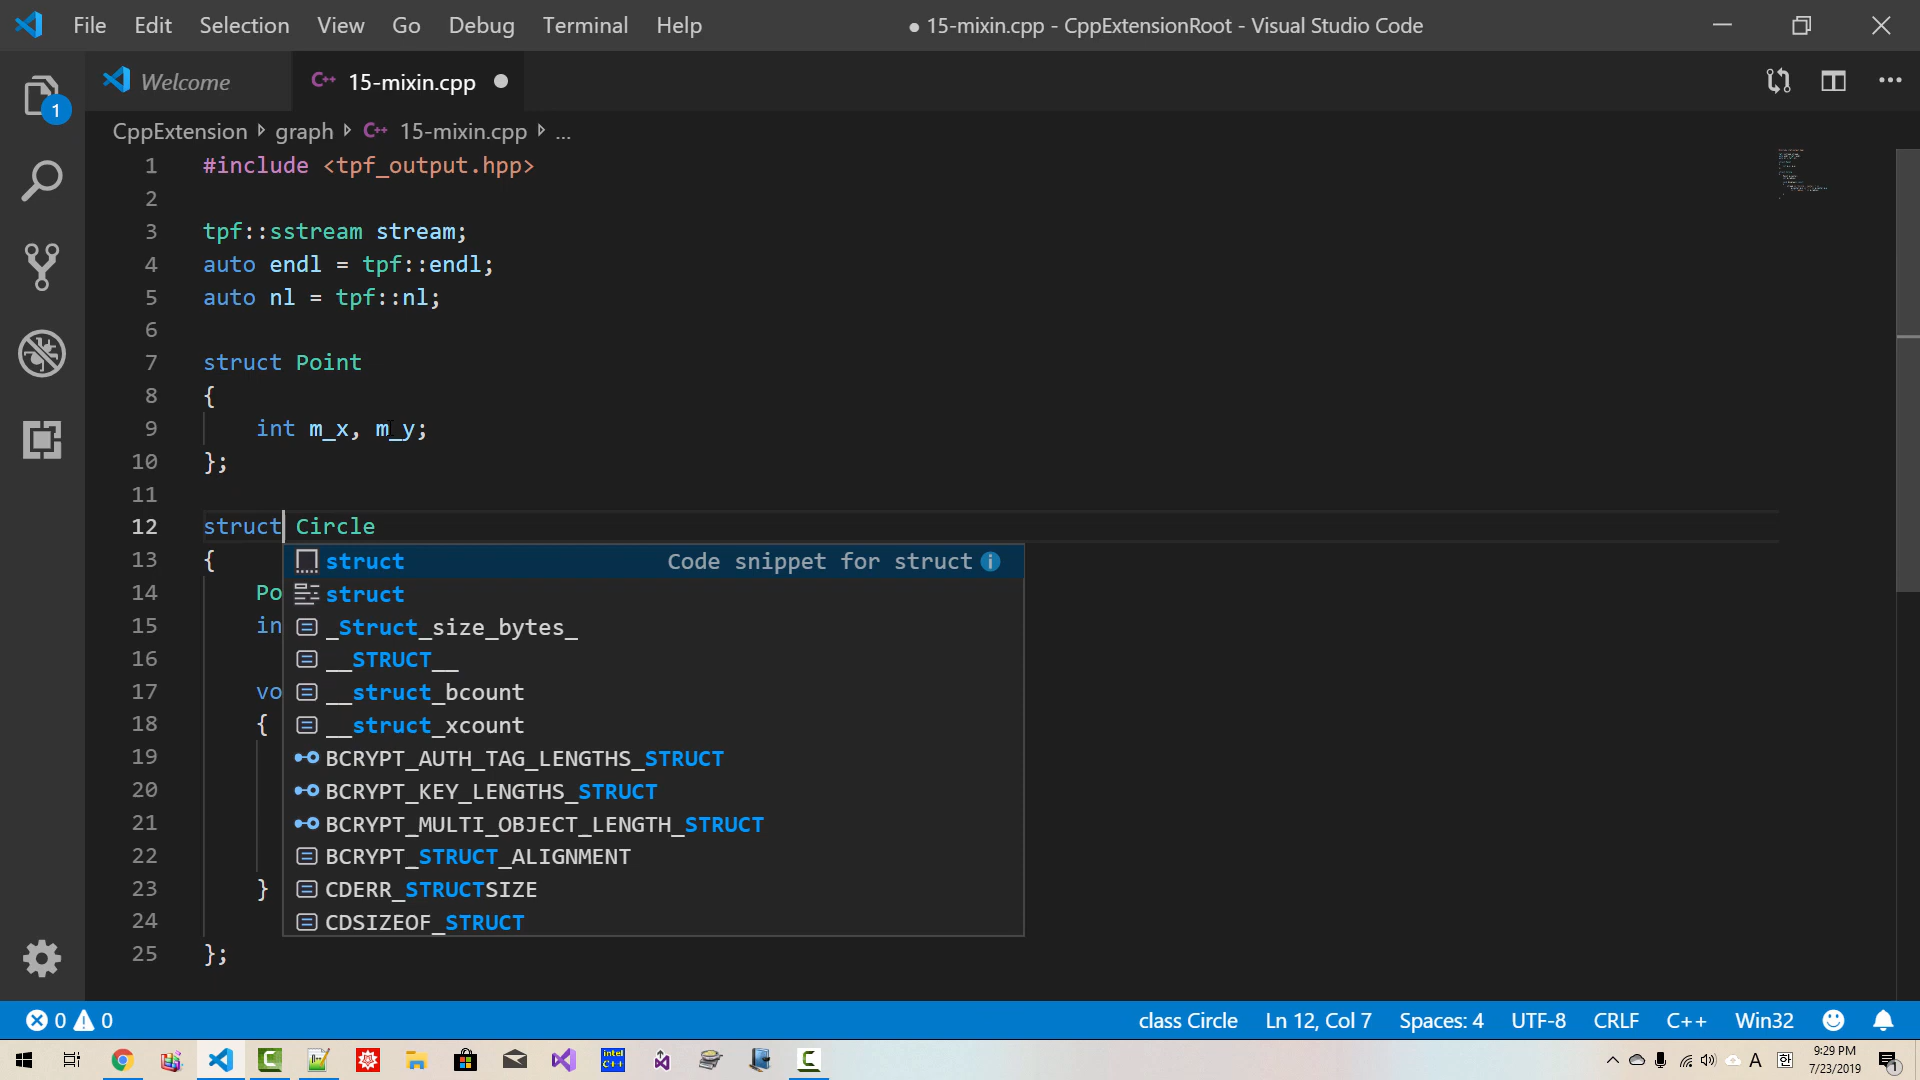 File Edit Selection View Go Debug Terminal Help
● 15-mixin.cpp - CppExtensionRoot - Visual Studio Code
1
Welcome
C++ 15-mixin.cpp
CppExtension graph C++ 15-mixin.cpp ...
1 #include <tpf_output.hpp>
2
3 tpf::sstream stream;
4 auto endl = tpf::endl;
5 auto nl = tpf::nl;
6
7 struct Point
8 {
9 int m_x, m_y;
10 };
11
12 struct Circle
13 {
14 Po
15 in
16
17 vo
18 {
19
20
21
22
23 }
24
25 };
struct Code snippet for struct
struct
_Struct_size_bytes_
__STRUCT__
__struct_bcount
__struct_xcount
BCRYPT_AUTH_TAG_LENGTHS_STRUCT
BCRYPT_KEY_LENGTHS_STRUCT
BCRYPT_MULTI_OBJECT_LENGTH_STRUCT
BCRYPT_STRUCT_ALIGNMENT
CDERR_STRUCTSIZE
CDSIZEOF_STRUCT
0 0
class Circle Ln 12, Col 7 Spaces: 4 UTF-8 CRLF C++ Win32
intel C++
A 한
9:29 PM
7/23/2019
1